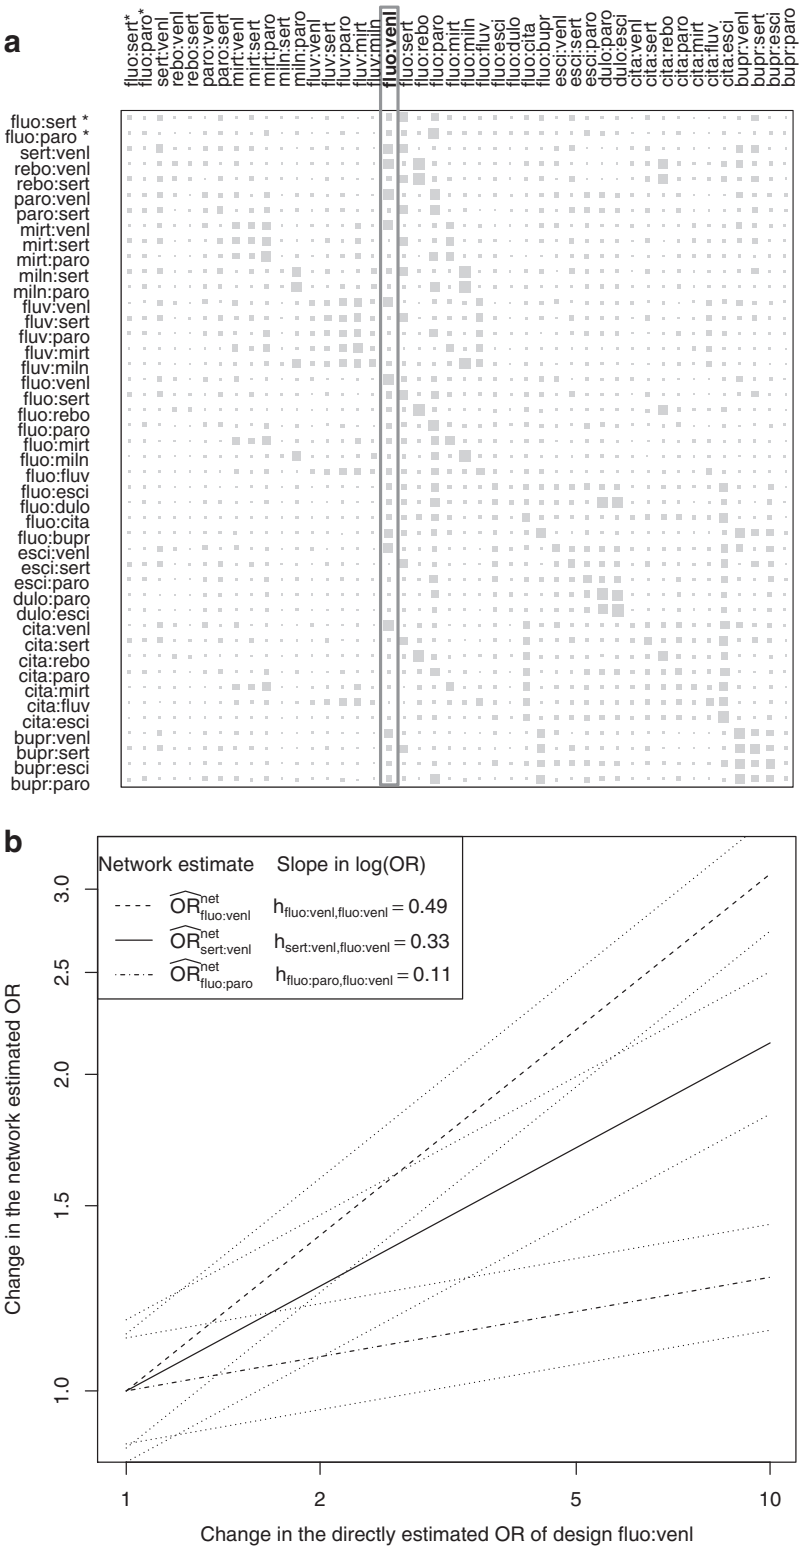 a
fluo:sert*
fluo:paro*
sert:venl
rebo:venl
rebo:sert
paro:venl
paro:sert
mirt:venl
mirt:sert
mirt:paro
miln:sert
miln:paro
fluv:venl
fluv:sert
fluv:paro
fluv:mirt
fluv:miln
fluo:venl
fluo:sert
fluo:rebo
fluo:paro
fluo:mirt
fluo:miln
fluo:fluv
fluo:esci
fluo:dulo
fluo:cita
fluo:bupr
esci:venl
esci:sert
esci:paro
dulo:paro
dulo:esci
cita:venl
cita:sert
cita:rebo
cita:paro
cita:mirt
cita:fluv
cita:esci
bupr:venl
bupr:sert
bupr:esci
bupr:paro
fluo:sert *
fluo:paro *
sert:venl
rebo:venl
rebo:sert
paro:venl
paro:sert
mirt:venl
mirt:sert
mirt:paro
miln:sert
miln:paro
fluv:venl
fluv:sert
fluv:paro
fluv:mirt
fluv:miln
fluo:venl
fluo:sert
fluo:rebo
fluo:paro
fluo:mirt
fluo:miln
fluo:fluv
fluo:esci
fluo:dulo
fluo:cita
fluo:bupr
esci:venl
esci:sert
esci:paro
dulo:paro
dulo:esci
cita:venl
cita:sert
cita:rebo
cita:paro
cita:mirt
cita:fluv
cita:esci
bupr:venl
bupr:sert
bupr:esci
bupr:paro
b
Network estimate Slope in log(OR)
OR^net_fluo:venl h_fluo:venl,fluo:venl = 0.49
OR^net_sert:venl h_sert:venl,fluo:venl = 0.33
OR^net_fluo:paro h_fluo:paro,fluo:venl = 0.11
Change in the network estimated OR
3.0
2.5
2.0
1.5
1.0
1 2 5 10
Change in the directly estimated OR of design fluo:venl